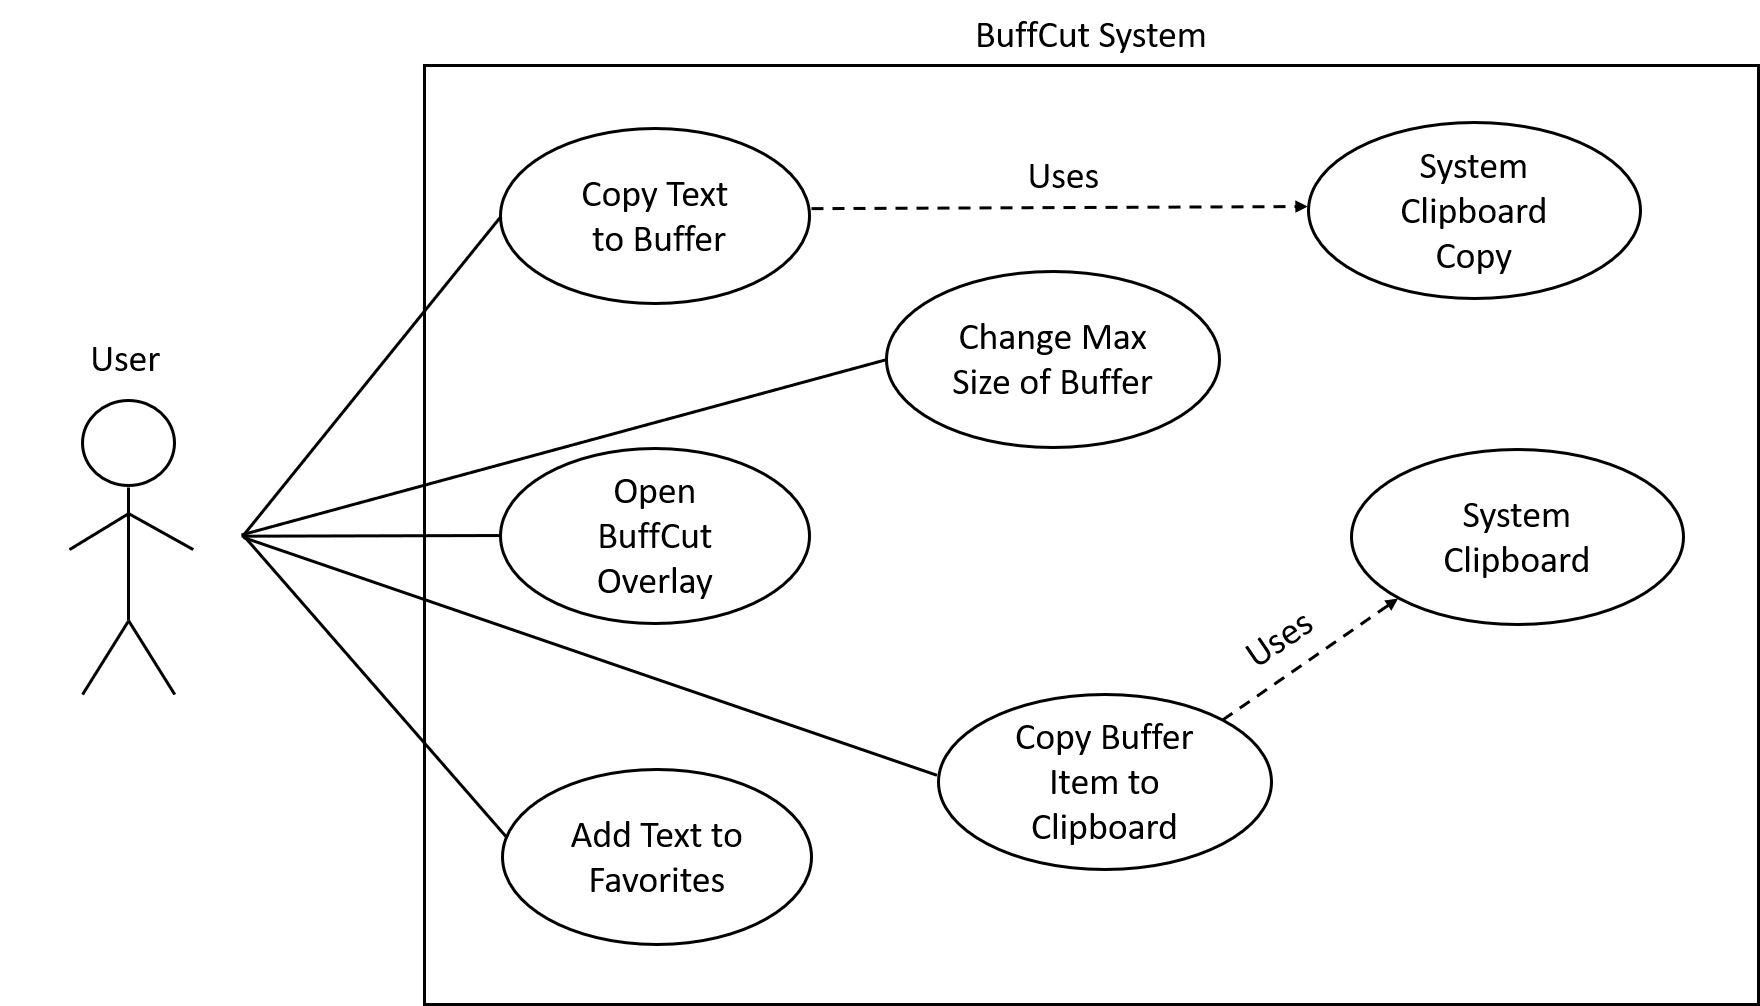 BuffCut System
Copy Text
to Buffer
Uses
System
Clipboard
Copy
Change Max
Size of Buffer
User
Open
BuffCut
Overlay
System
Clipboard
Uses
Copy Buffer
Item to
Clipboard
Add Text to
Favorites